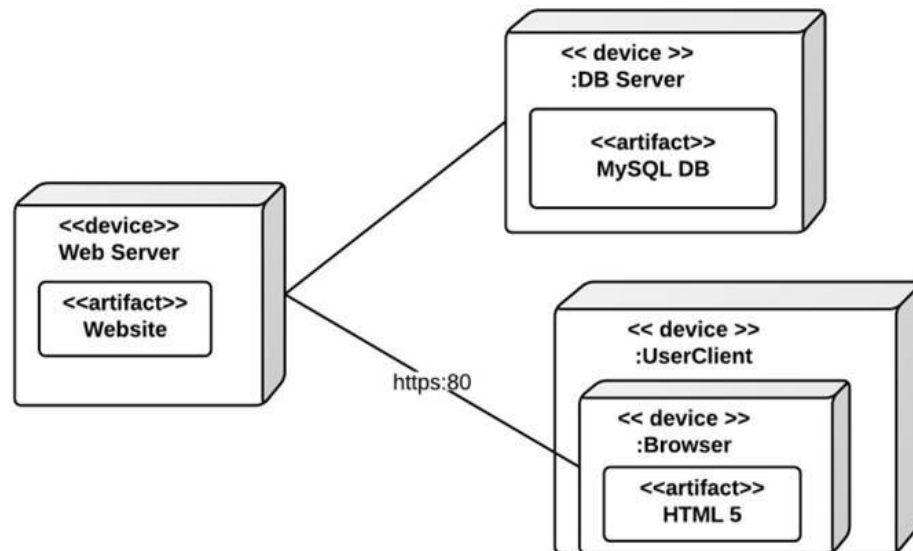 << device >>
:DB Server
<<artifact>>
MySQL DB
<<device>>
Web Server
<<artifact>>
Website
https:80
<< device >>
:UserClient
<< device >>
:Browser
<<artifact>>
HTML 5